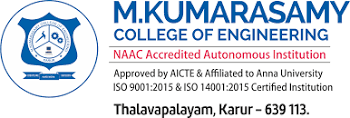 M.KUMARASAMY
COLLEGE OF ENGINEERING
NAAC Accredited Autonomous Institution
Approved by AICTE & Affiliated to Anna University
ISO 9001:2015 & ISO 14001:2015 Certified Institution
Thalavapalayam, Karur – 639 113.